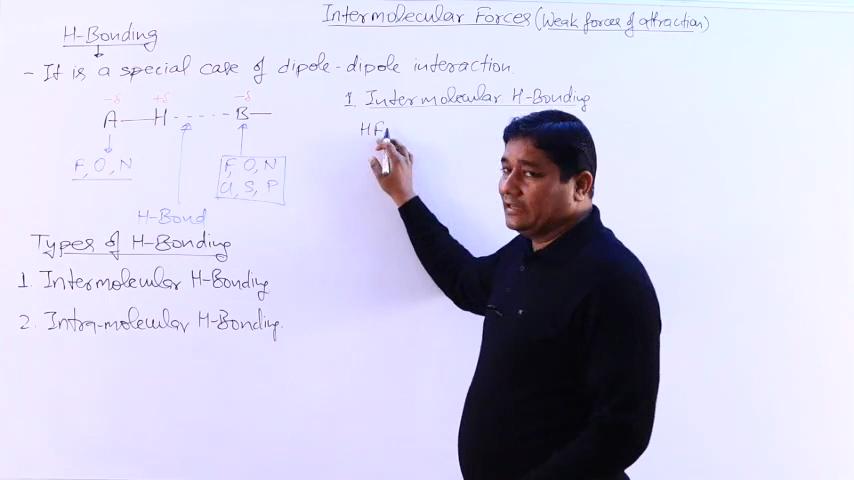 Intermolecular Forces (Weak forces of attraction)
H-Bonding
- It is a special case of dipole-dipole interaction.
-δ +δ -δ
A—H-----B—
F, O, N
F, O, N
Cl, S, P
H-Bond
Types of H-Bonding
1. Intermolecular H-Bonding
2. Intra-molecular H-Bonding.
1. Intermolecular H-Bonding
HF